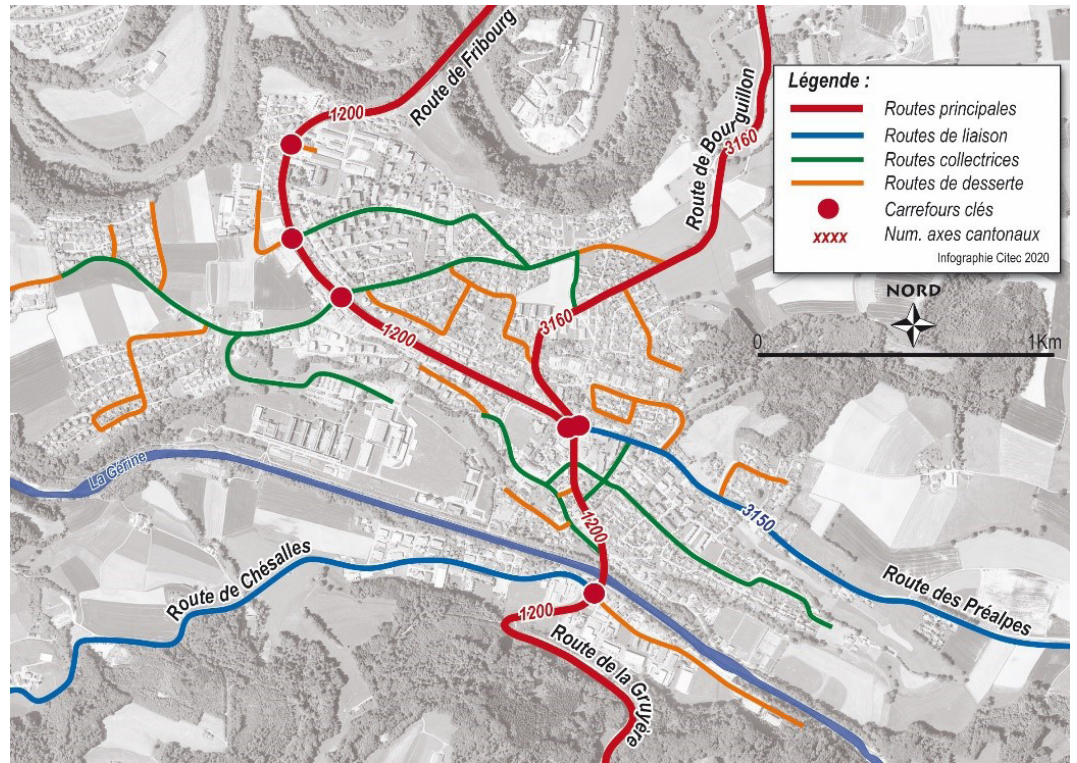 1200
Route de Fribourg
Route de Bourguillon
3160
Légende :
Routes principales
Routes de liaison
Routes collectrices
Routes de desserte
Carrefours clés
xxxx
Num. axes cantonaux
Infographie Citec 2020
NORD
0
1Km
3160
1200
La Gérine
3150
1200
Route de Chésalles
Route des Préalpes
1200
Route de la Gruyère